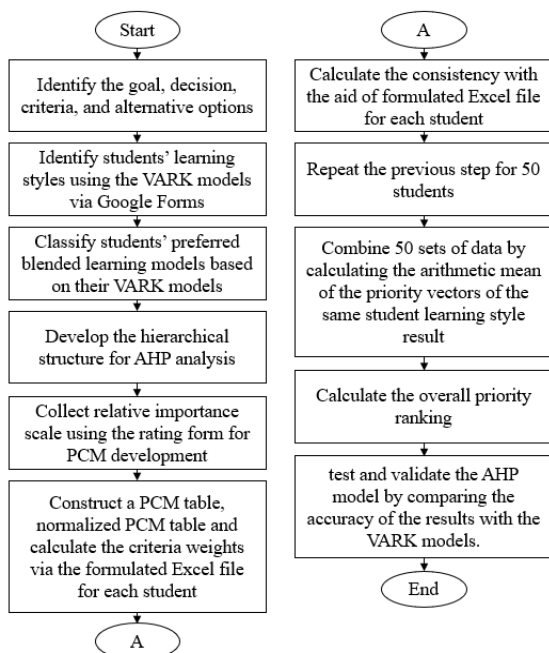 Start
Identify the goal, decision,
criteria, and alternative options
Identify students’ learning
styles using the VARK models
via Google Forms
Classify students’ preferred
blended learning models based
on their VARK models
Develop the hierarchical
structure for AHP analysis
Collect relative importance
scale using the rating form for
PCM development
Construct a PCM table,
normalized PCM table and
calculate the criteria weights
via the formulated Excel file
for each student
A
A
Calculate the consistency with
the aid of formulated Excel file
for each student
Repeat the previous step for 50
students
Combine 50 sets of data by
calculating the arithmetic mean
of the priority vectors of the
same student learning style
result
Calculate the overall priority
ranking
test and validate the AHP
model by comparing the
accuracy of the results with the
VARK models.
End